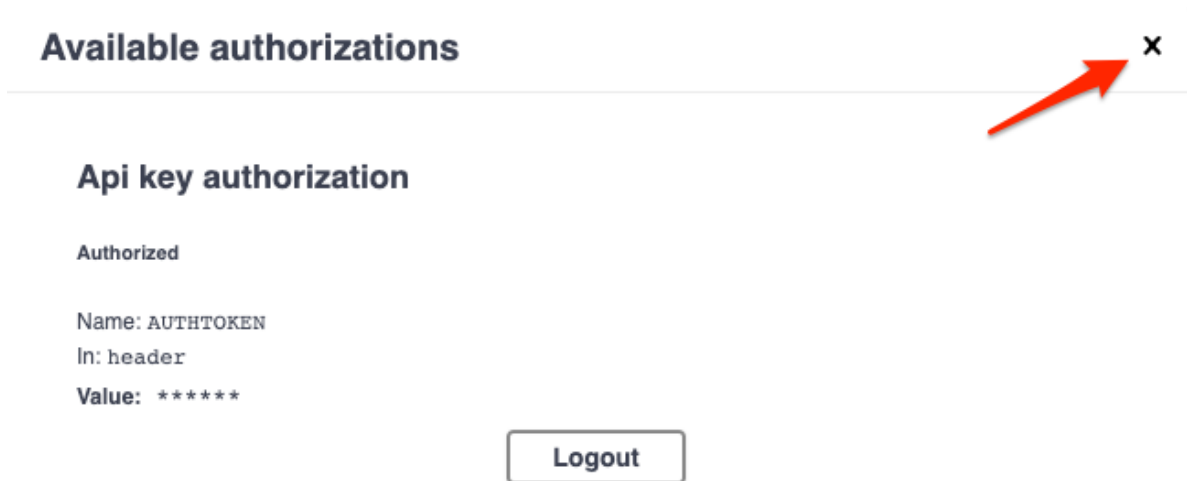 Available authorizations
x
Api key authorization
Authorized
Name: AUTHTOKEN
In: header
Value: ******
Logout